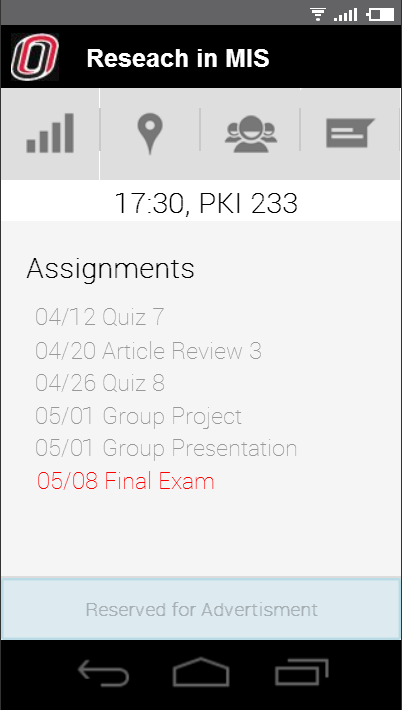 Reseach in MIS
17:30, PKI 233
Assignments
04/12 Quiz 7
04/20 Article Review 3
04/26 Quiz 8
05/01 Group Project
05/01 Group Presentation
05/08 Final Exam
Reserved for Advertisment